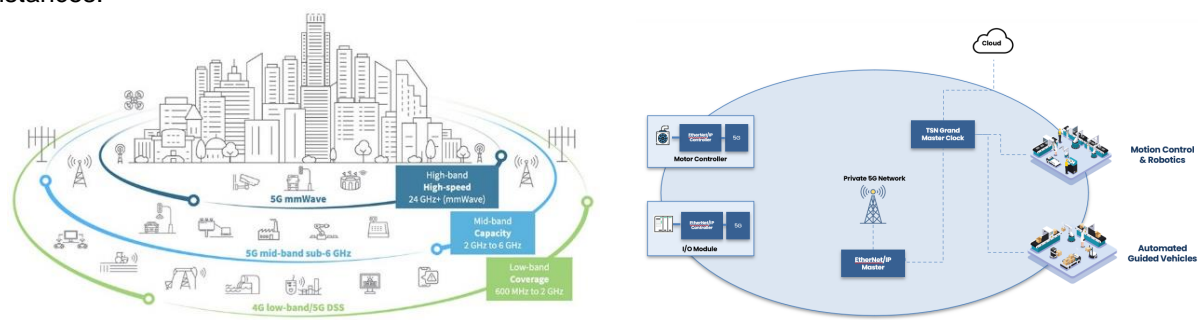 5G mmWave
High-band
High-speed
24 GHz+ (mmWave)
5G mid-band sub-6 GHz
Mid-band
Capacity
2 GHz to 6 GHz
4G low-band/5G DSS
Low-band
Coverage
600 MHz to 2 GHz
Cloud
EtherNet/IP
Controller
5G
Motor Controller
TSN Grand
Master Clock
Motion Control
& Robotics
Private 5G Network
EtherNet/IP
Controller
5G
I/O Module
EtherNet/IP
Master
Automated
Guided Vehicles